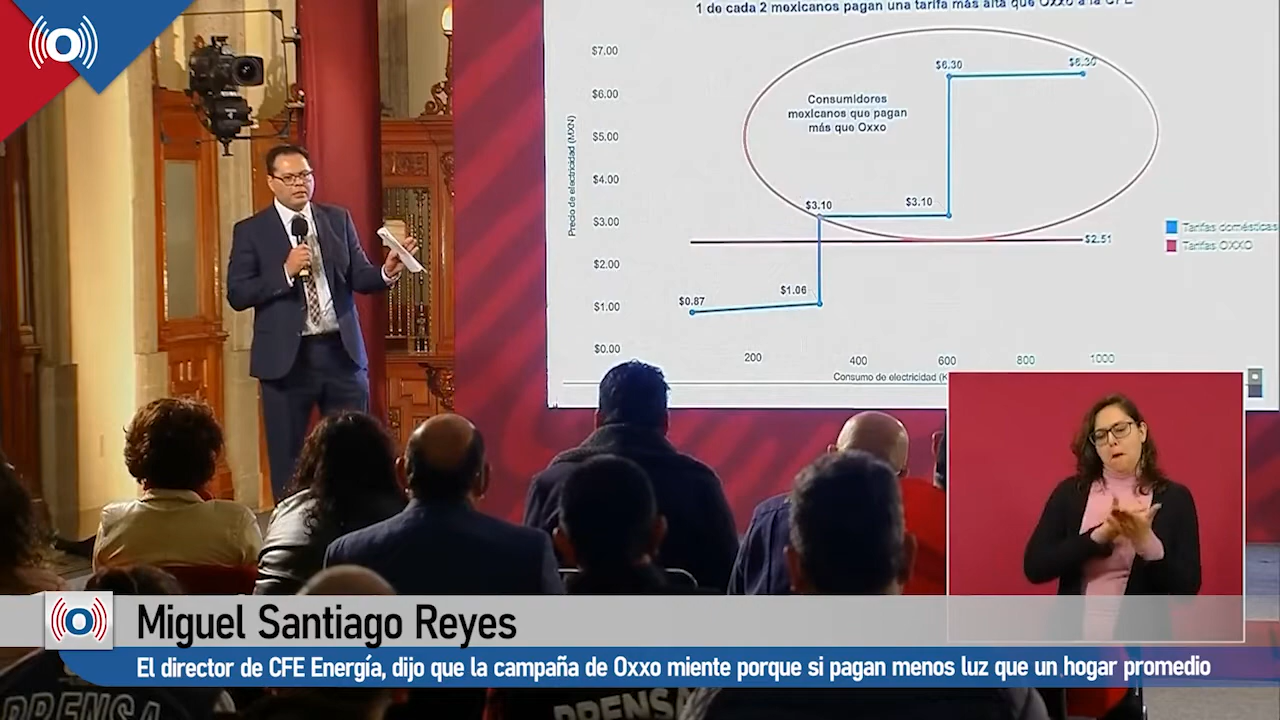 1 de cada 2 mexicanos pagan una tarifa más alta que Oxxo a la CFE
$7.00
$6.00
$5.00
$4.00
$3.00
$2.00
$1.00
$0.00
Precio de electricidad (MXN)
Consumidores
mexicanos que pagan
más que Oxxo
$6.30
$6.30
$3.10
$3.10
$2.51
$0.87
$1.06
Tarifas domésticas
Tarifas OXXO
200
400
600
800
1000
Consumo de electricidad (K
Miguel Santiago Reyes
El director de CFE Energía, dijo que la campaña de Oxxo miente porque si pagan menos luz que un hogar promedio
PRENSA
PRENSA